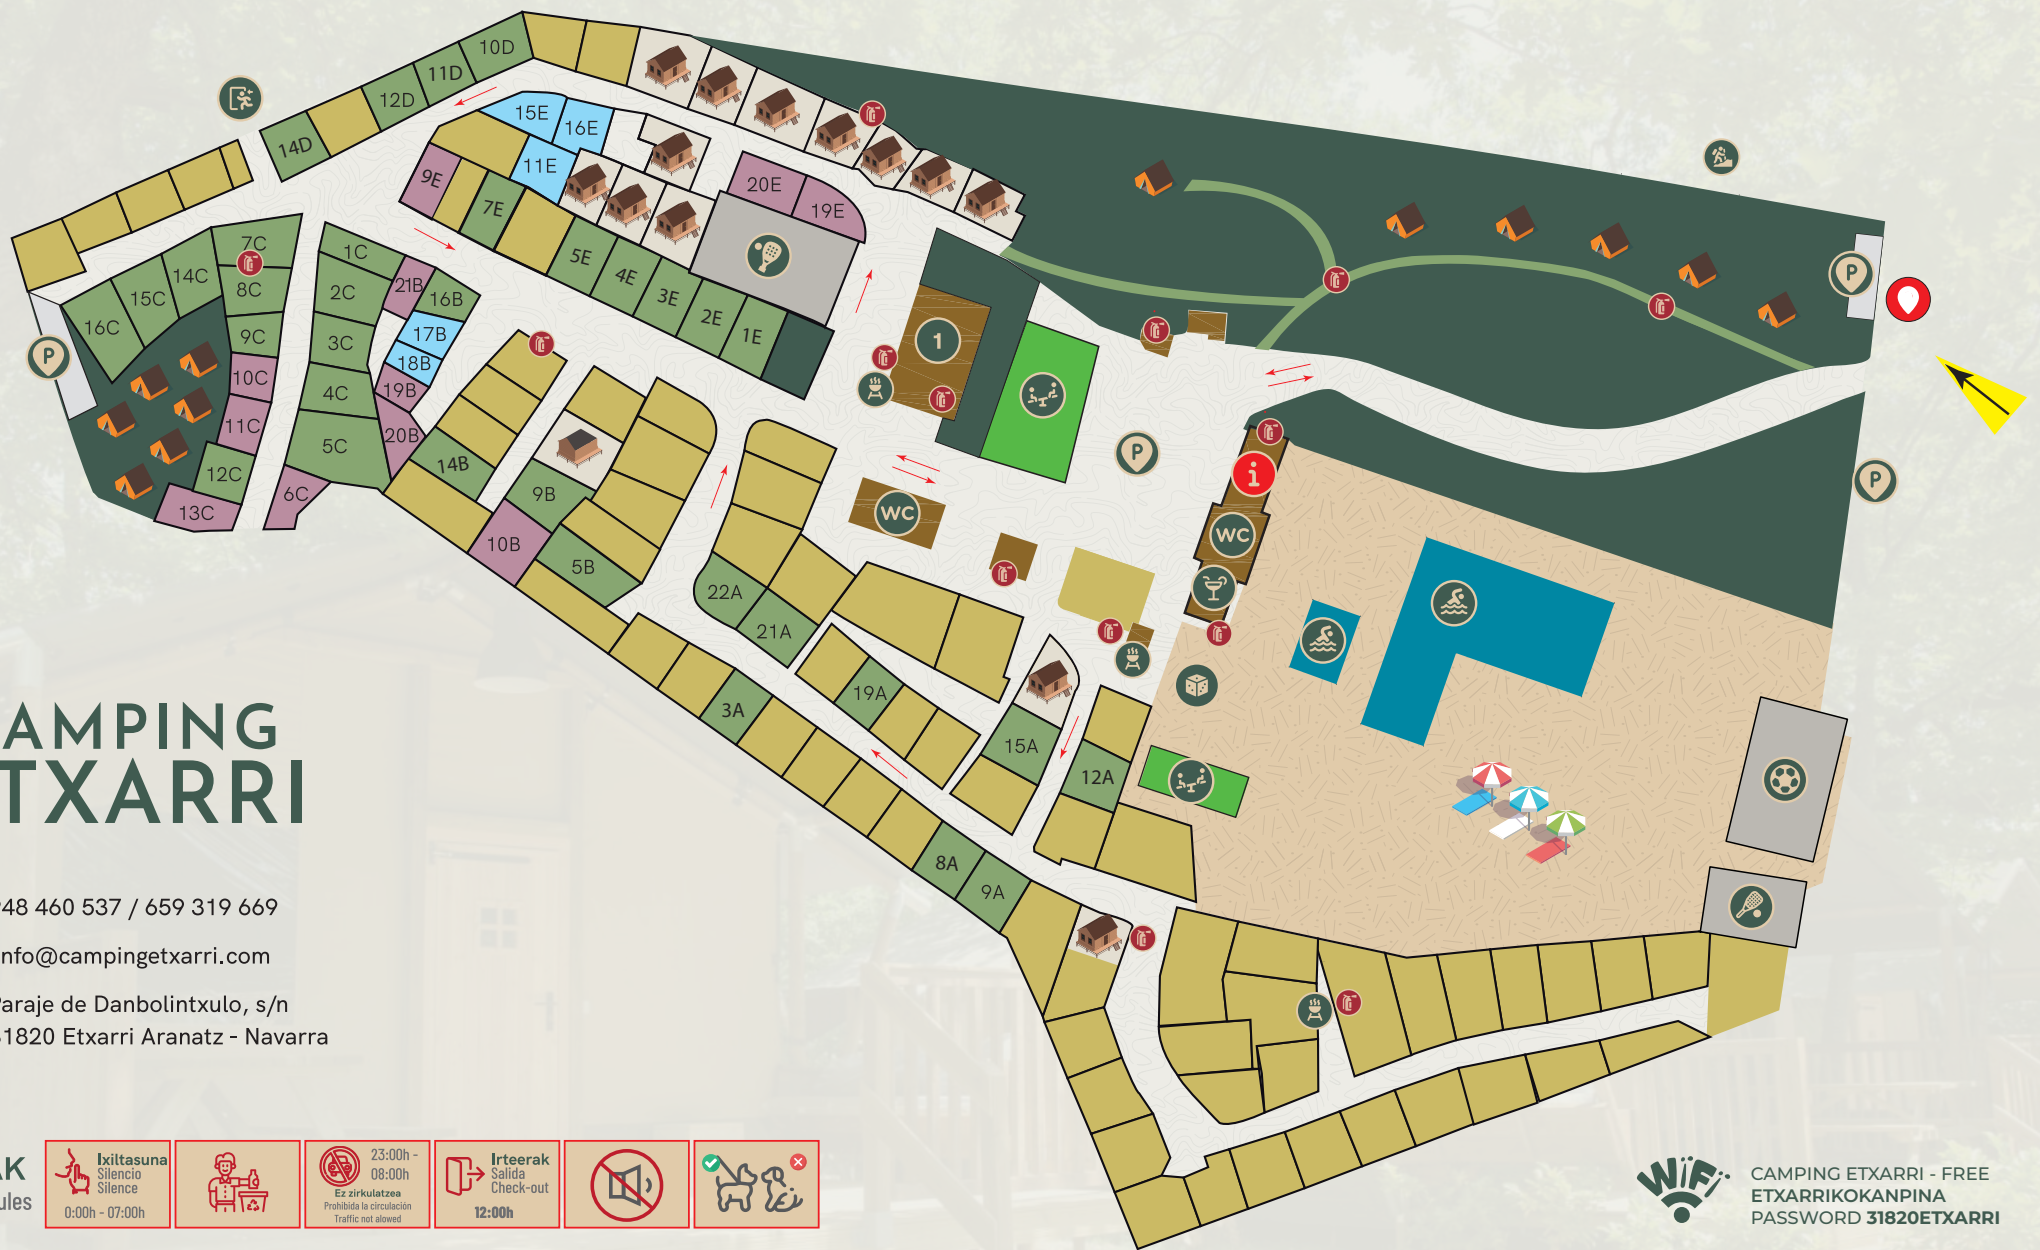 10D
11D
12D
14D
15E
16E
11E
9E
7E
20E
19E
5E
4E
3E
2E
1E
7C
8C
14C
15C
16C
9C
10C
11C
12C
13C
1C
2C
3C
4C
5C
6C
21B
16B
17B
18B
19B
20B
14B
9B
10B
5B
1
P
P
P
P
WC
i
WC
22A
21A
19A
3A
15A
12A
8A
9A
AMPING
TXARRI
48 460 537 / 659 319 669
nfo@campingetxarri.com
araje de Danbolintxulo, s/n
31820 Etxarri Aranatz - Navarra
AK
ules
Ixiltasuna
Silencio
Silence
0:00h - 07:00h
23:00h -
08:00h
Ez zirkulatzea
Prohibida la circulación
Traffic not alowed
Irteerak
Salida
Check-out
12:00h
WiFi
CAMPING ETXARRI - FREE
ETXARRIKOKANPINA
PASSWORD 31820ETXARRI